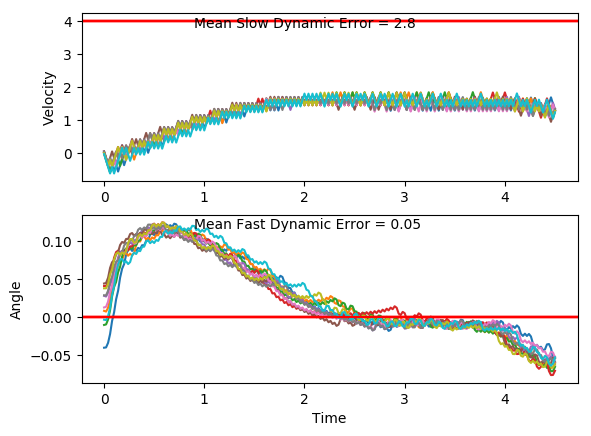 4
Mean Slow Dynamic Error = 2.8
3
2
1
0
Velocity
0 1 2 3 4
Mean Fast Dynamic Error = 0.05
0.10
0.05
0.00
−0.05
Angle
0 1 2 3 4
Time